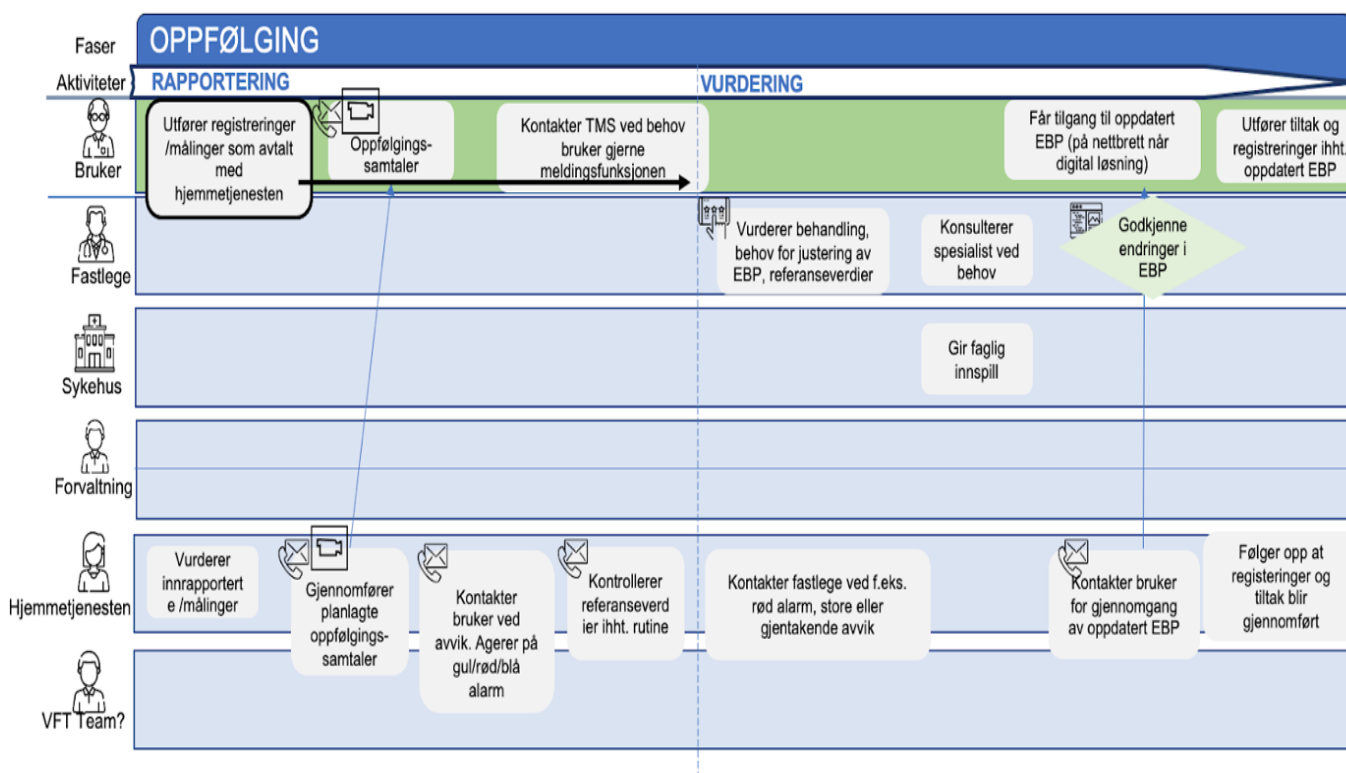 Faser
OPPFØLGING
Aktiviteter
RAPPORTERING
VURDERING
Bruker
Utfører registreringer
/målinger som avtalt
med
hjemmetjenesten
Oppfølgings-
samtaler
Kontakter TMS ved behov
bruker gjerne
meldingsfunksjonen
Får tilgang til oppdatert
EBP (på nettbrett når
digital løsning)
Utfører tiltak og
registreringer ihht.
oppdatert EBP
Fastlege
Vurderer behandling,
behov for justering av
EBP, referanseverdier
Konsulterer
spesialist ved
behov
Godkjenne
endringer i
EBP
Sykehus
Gir faglig
innspill
Forvaltning
Hjemmetjenesten
Vurderer
innrapportert
e /målinger
Gjennomfører
planlagte
oppfølgings-
samtaler
Kontakter
bruker ved
avvik. Agerer på
gul/rød/blå
alarm
Kontrollerer
referanseverd
ier ihht. rutine
Kontakter fastlege ved f.eks.
rød alarm, store eller
gjentakende avvik
Kontakter bruker
for gjennomgang
av oppdatert EBP
Følger opp at
registeringer og
tiltak blir
gjennomført
VFT Team?